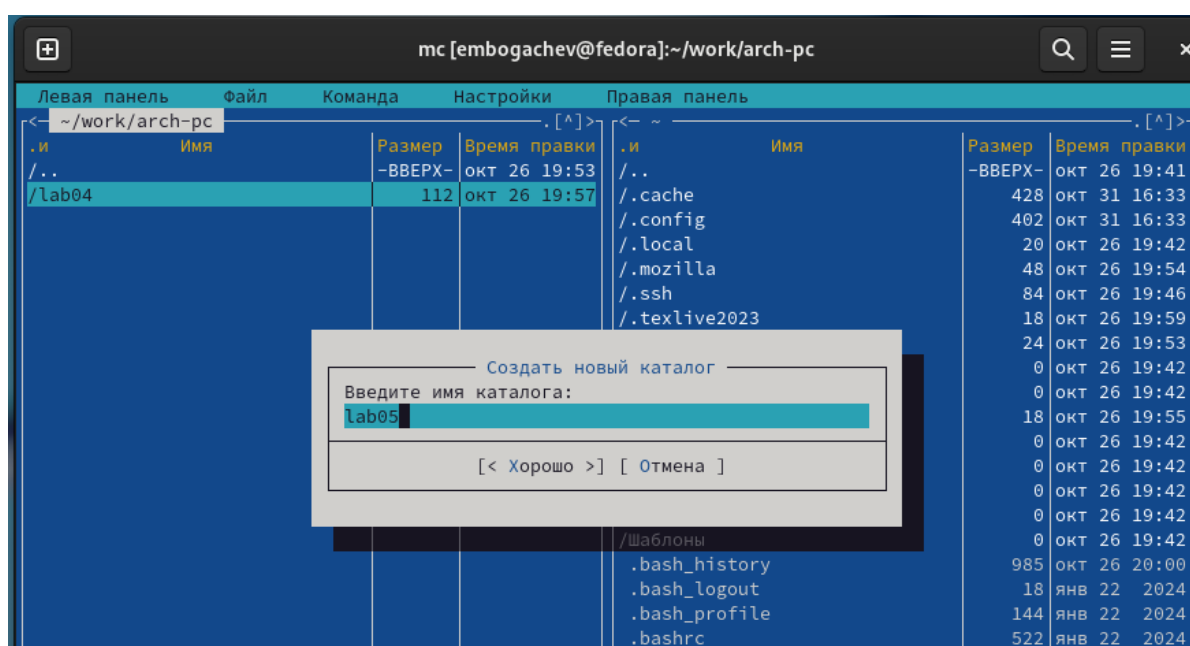 mc [embogachev@fedora]:~/work/arch-pc
Левая панель Файл Команда Настройки Правая панель
<— ~/work/arch-pc .[^]> <— ~ .[^]>
.и Имя Размер Время правки .и Имя Размер Время правки
/.. -ВВЕРХ- окт 26 19:53 /.. -ВВЕРХ- окт 26 19:41
/lab04 112 окт 26 19:57 /.cache 428 окт 31 16:33
/.config 402 окт 31 16:33
/.local 20 окт 26 19:42
/.mozilla 48 окт 26 19:54
/.ssh 84 окт 26 19:46
/.texlive2023 18 окт 26 19:59
24 окт 26 19:53
Создать новый каталог 0 окт 26 19:42
Введите имя каталога: 0 окт 26 19:42
lab05 18 окт 26 19:55
0 окт 26 19:42
[< Хорошо >] [ Отмена ] 0 окт 26 19:42
0 окт 26 19:42
0 окт 26 19:42
/Шаблоны 0 окт 26 19:42
.bash_history 985 окт 26 20:00
.bash_logout 18 янв 22 2024
.bash_profile 144 янв 22 2024
.bashrc 522 янв 22 2024